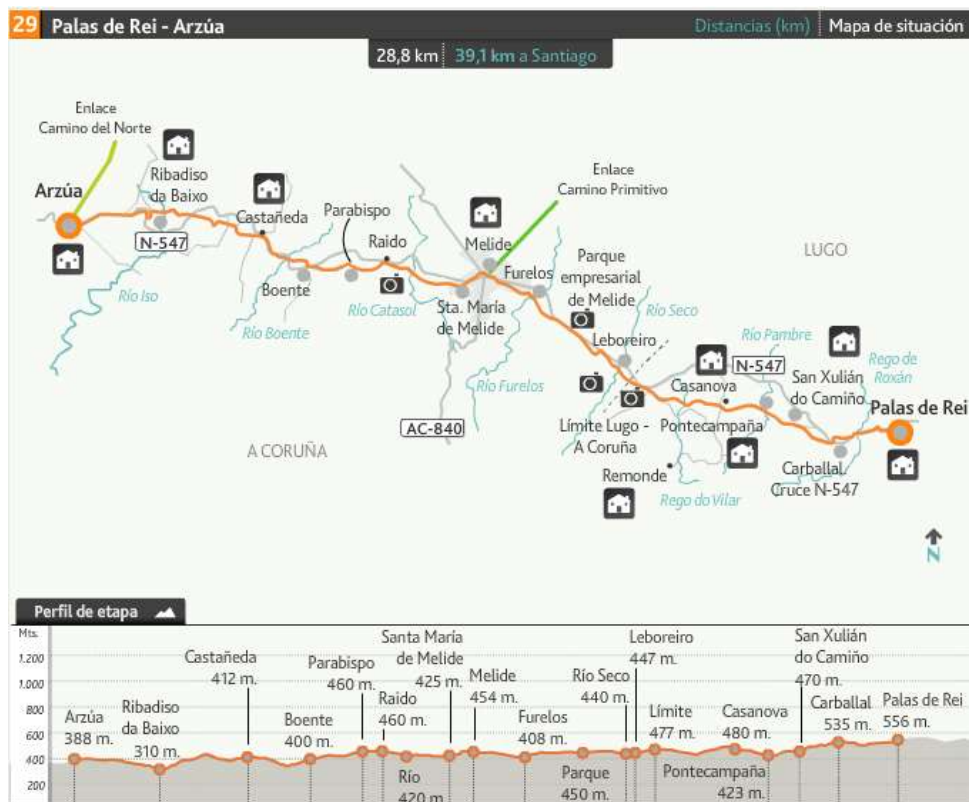 29 Palas de Rei - Arzúa
Distancias (km) Mapa de situación
28,8 km 39,1 km a Santiago
Enlace
Camino del Norte
Arzúa
Ribadiso
da Baixo
N-547
Castañeda
Parabispo
Raido
Boente
Río Iso
Río Boente
Río Catasol
Melide
Enlace
Camino Primitivo
Furelos
Sta. María
de Melide
Parque
empresarial
de Melide
Río Seco
Leboreiro
Río Furelos
AC-840
A CORUÑA
LUGO
Río Pambre
N-547
Casanova
San Xulián
do Camiño
Rego de
Roxán
Palas de Rei
Límite Lugo -
A Coruña
Pontecampaña
Remonde
Rego do Vilar
Carballal
Cruce N-547
N
Perfil de etapa
Mts.
1.200
1.000
800
600
400
200
Arzúa
388 m.
Ribadiso
da Baixo
310 m.
Castañeda
412 m.
Boente
400 m.
Parabispo
460 m.
Raido
460 m.
Río
420 m.
Santa María
de Melide
425 m.
Melide
454 m.
Furelos
408 m.
Parque
450 m.
Río Seco
440 m.
Leboreiro
447 m.
Límite
477 m.
Casanova
480 m.
Pontecampaña
423 m.
San Xulián
do Camiño
470 m.
Carballal
535 m.
Palas de Rei
556 m.